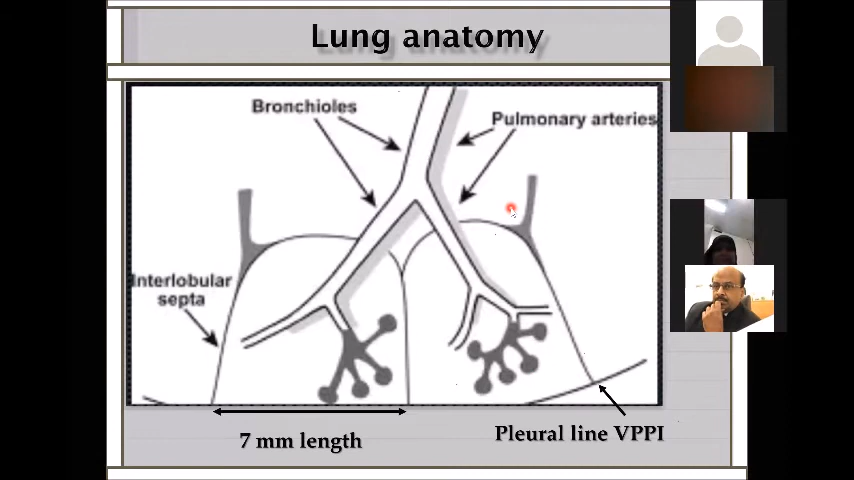 Lung anatomy
Bronchioles
Pulmonary arteries
Interlobular
septa
7 mm length
Pleural line VPPI